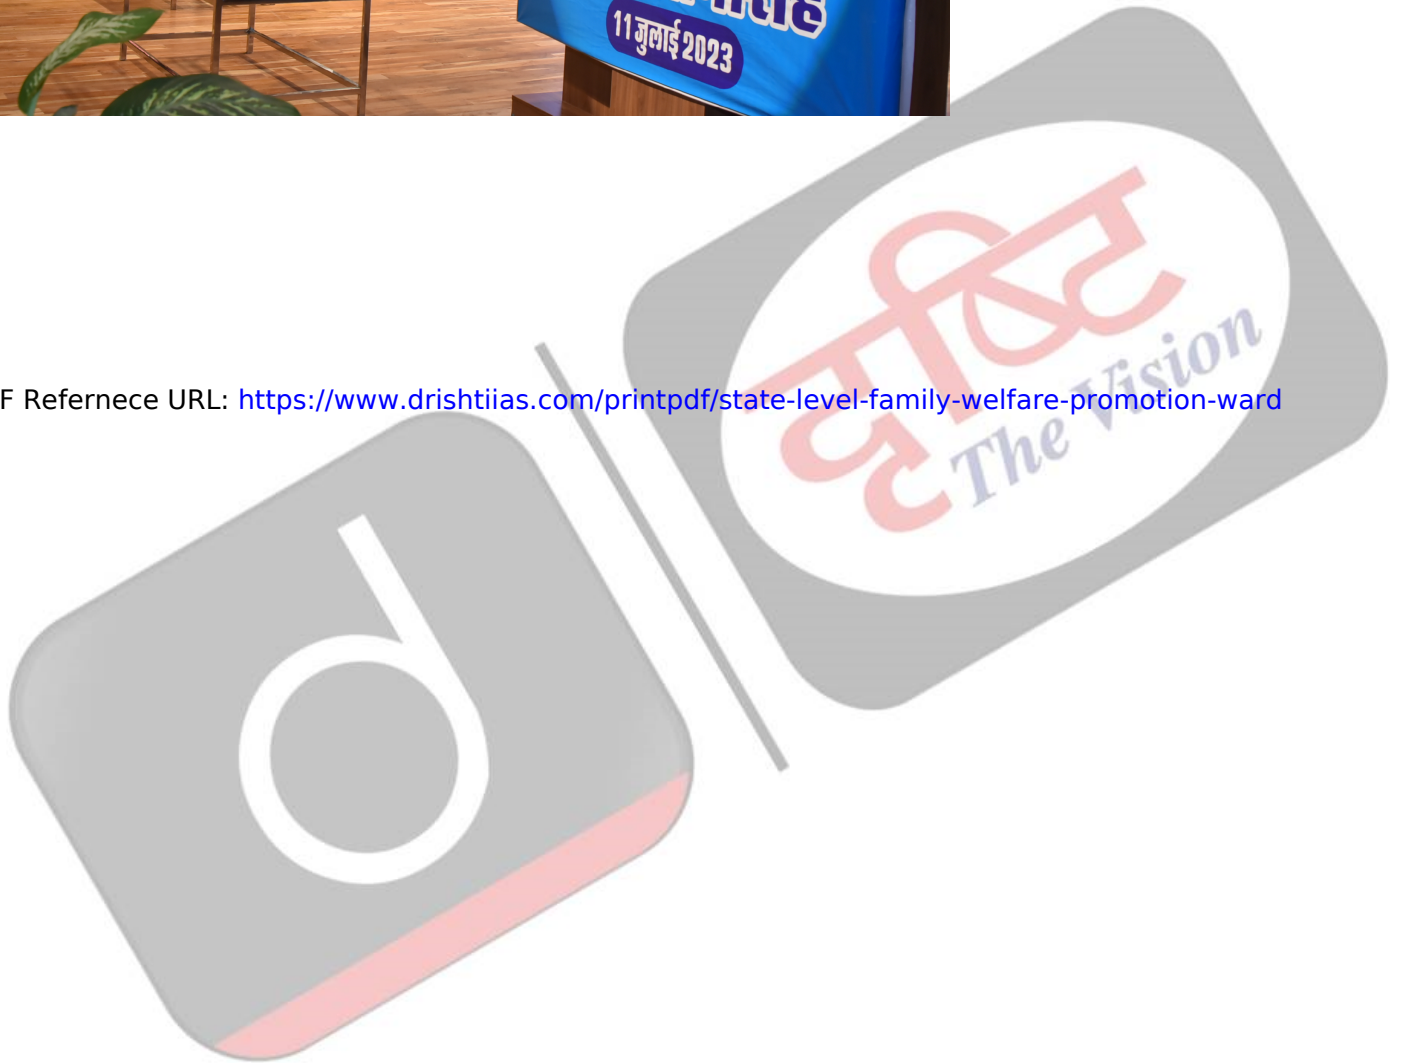 11 जुलाई 2023
दृष्टि
The Vision
F Refernece URL: https://www.drishtiias.com/printpdf/state-level-family-welfare-promotion-ward
d